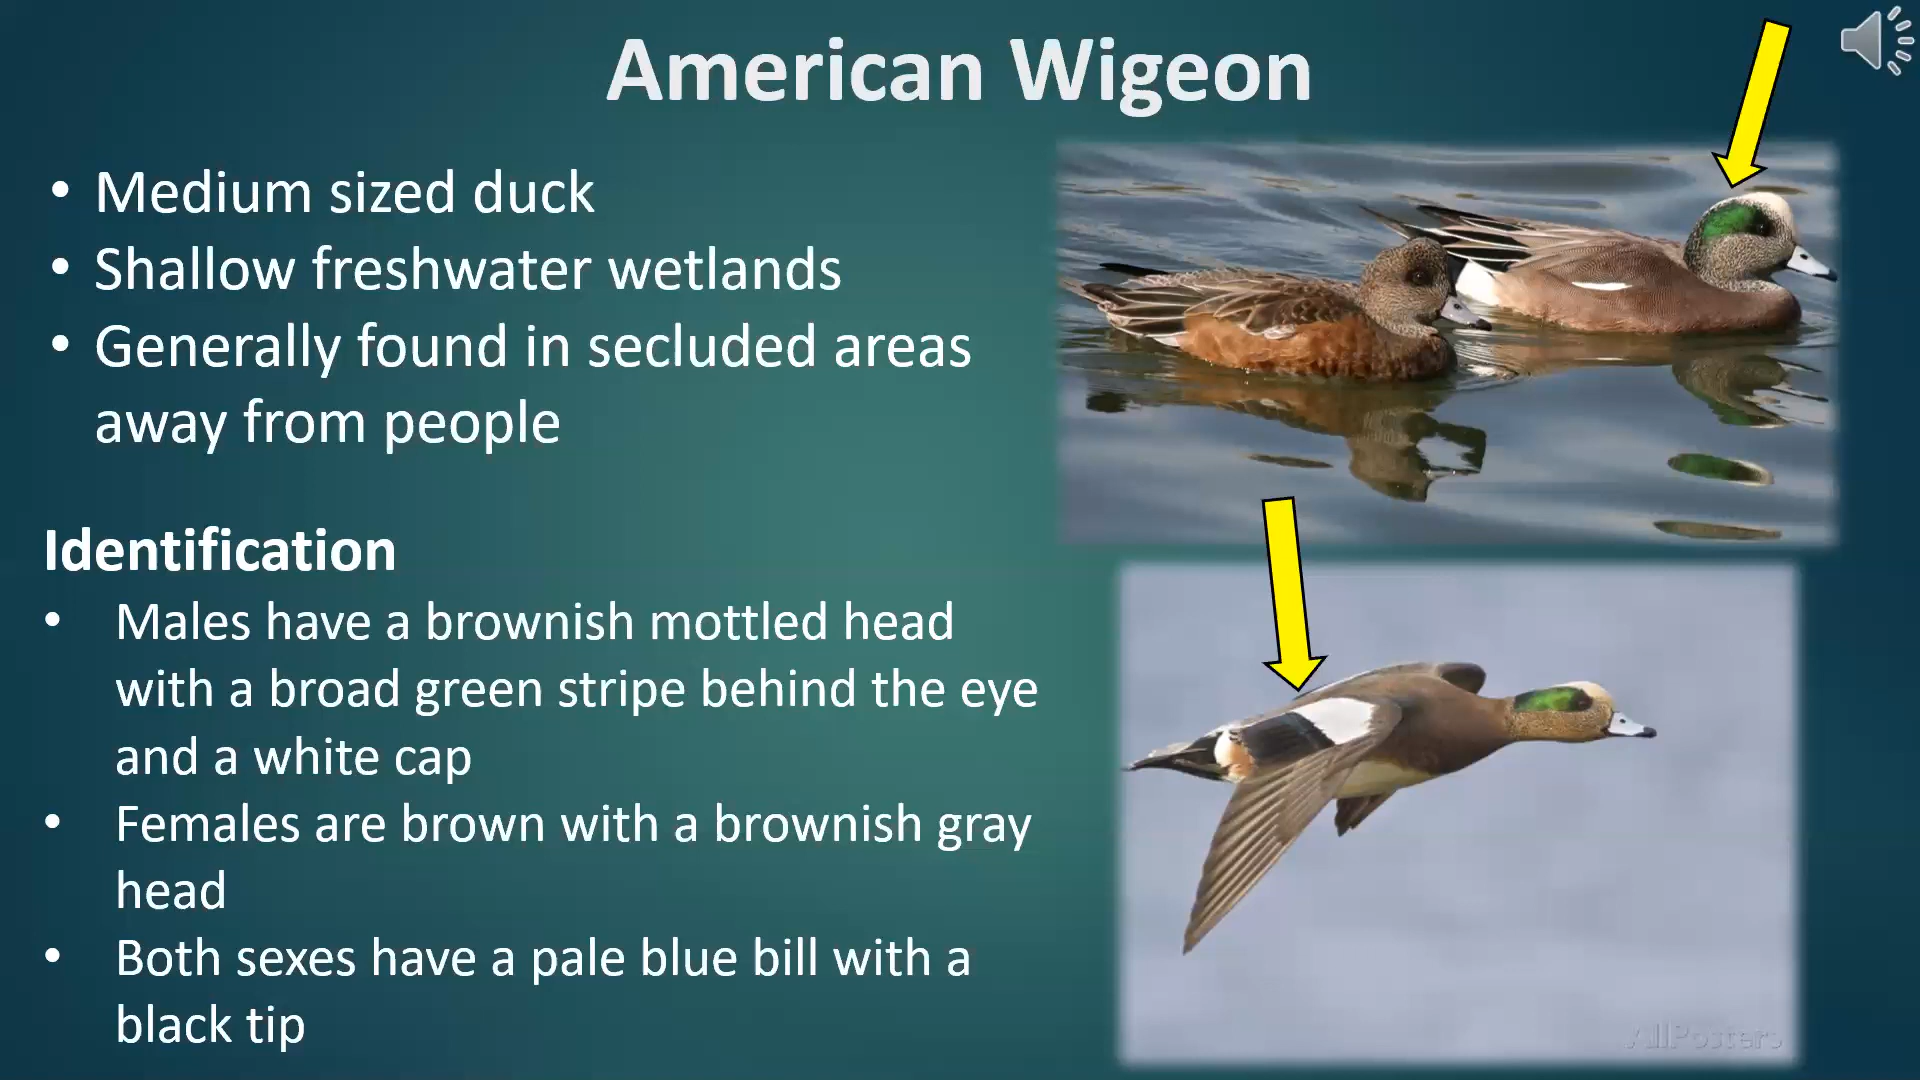 American Wigeon
• Medium sized duck
• Shallow freshwater wetlands
• Generally found in secluded areas
away from people
Identification
• Males have a brownish mottled head
with a broad green stripe behind the eye
and a white cap
• Females are brown with a brownish gray
head
• Both sexes have a pale blue bill with a
black tip
AllPosters